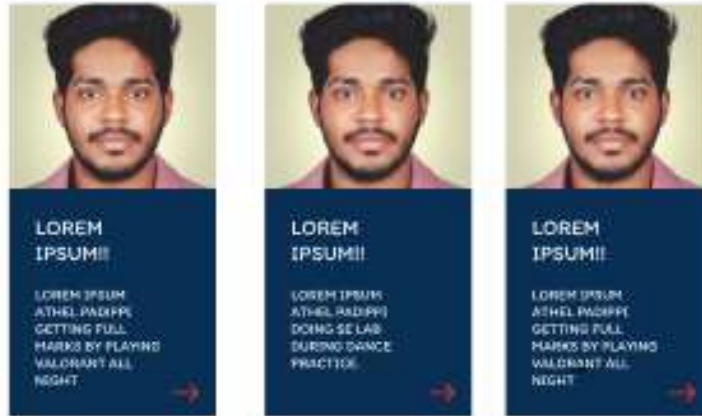 LOREM
IPSUM!!
LOREM IPSUM
ATHEL PADIPPI
GETTING FULL
MARKS BY PLAYING
VALORANT ALL
NIGHT
LOREM
IPSUM!!
LOREM IPSUM
ATHEL PADIPPI
DOING SE LAB
DURING DANCE
PRACTICE
LOREM
IPSUM!!
LOREM IPSUM
ATHEL PADIPPI
GETTING FULL
MARKS BY PLAYING
VALORANT ALL
NIGHT